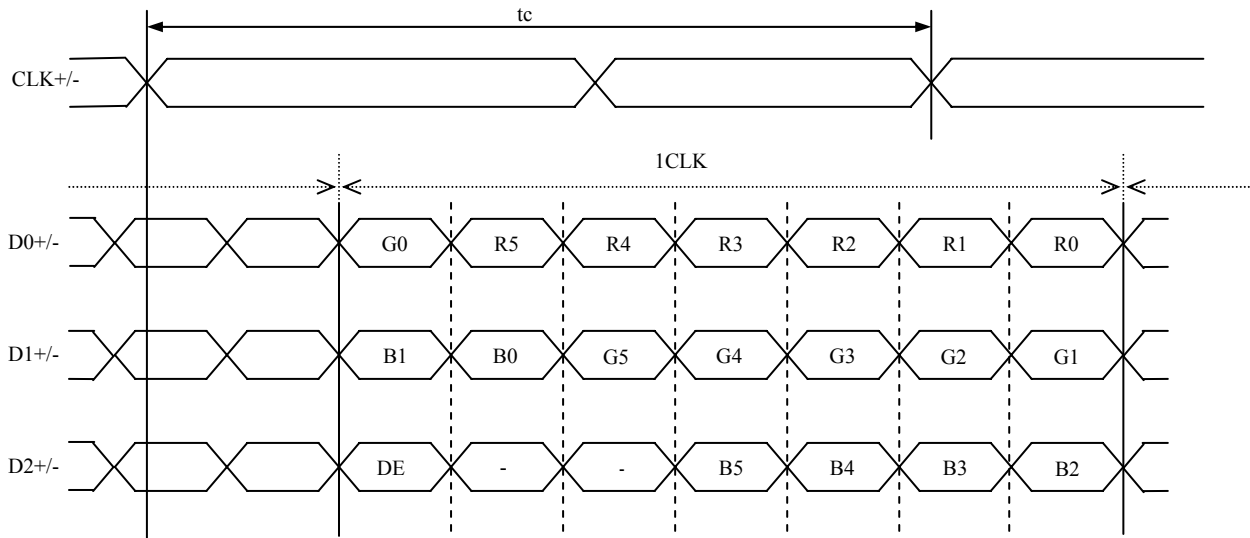 tc
CLK+/-
1CLK
D0+/- G0 R5 R4 R3 R2 R1 R0
D1+/- B1 B0 G5 G4 G3 G2 G1
D2+/- DE - - B5 B4 B3 B2